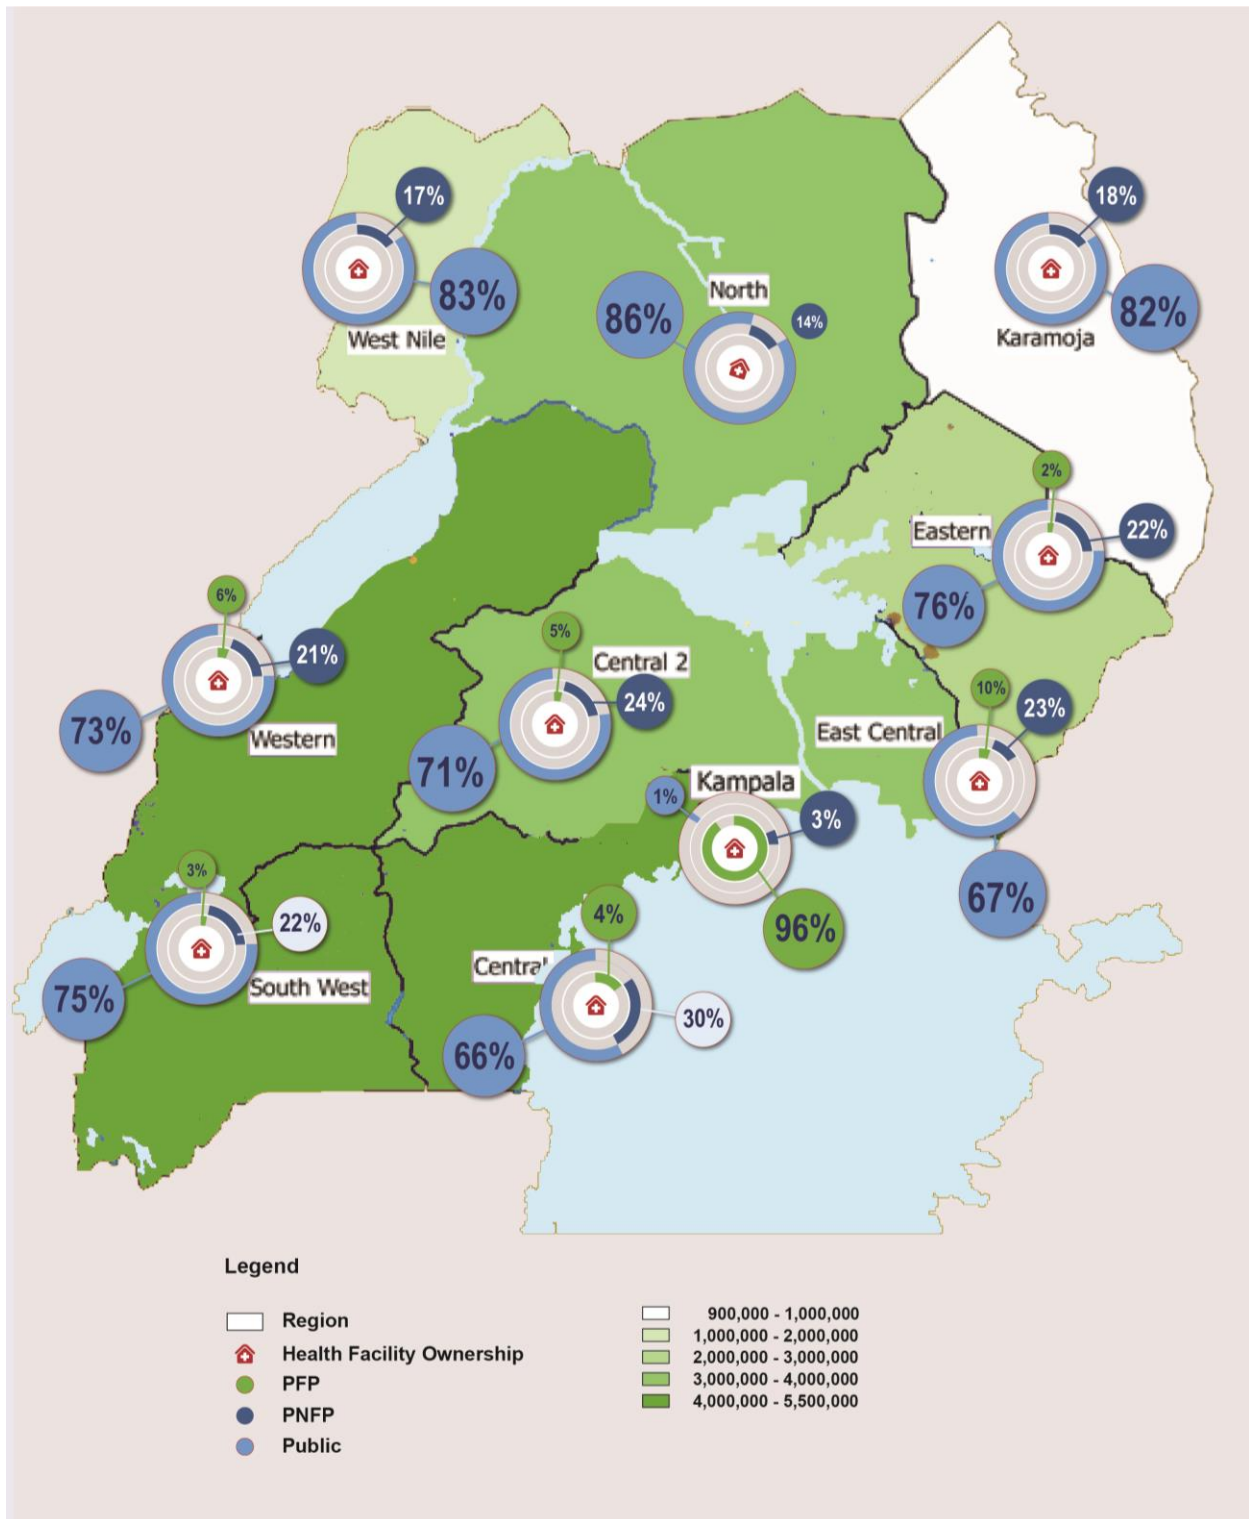 17%
18%
83%
West Nile
North
86%
14%
82%
Karamoja
2%
Eastern
22%
76%
6%
21%
73%
Western
5%
Central 2
24%
71%
10%
23%
East Central
67%
Kampala
1%
3%
96%
3%
22%
South West
75%
4%
Central
30%
66%
1
Legend
Region
Health Facility Ownership
PFP
PNFP
Public
900,000 - 1,000,000
1,000,000 - 2,000,000
2,000,000 - 3,000,000
3,000,000 - 4,000,000
4,000,000 - 5,500,000